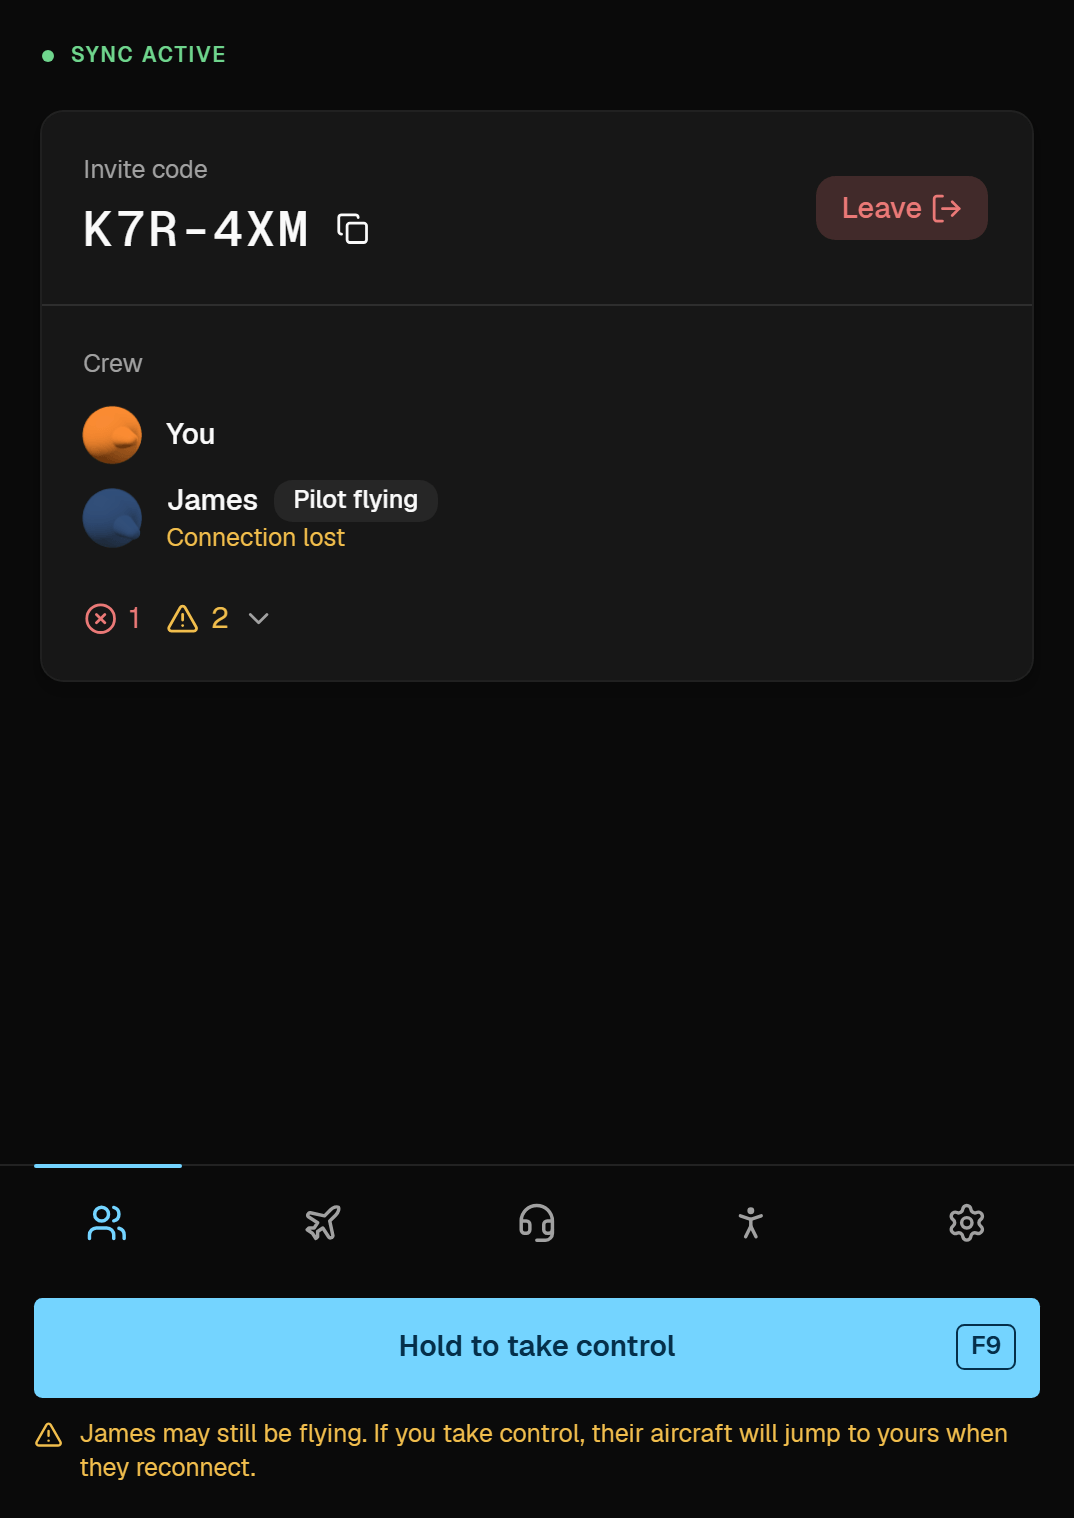 SYNC ACTIVE
Invite code
K7R-4XM
Leave
Crew
You
James Pilot flying
Connection lost
1 2
Hold to take control F9
James may still be flying. If you take control, their aircraft will jump to yours when
they reconnect.